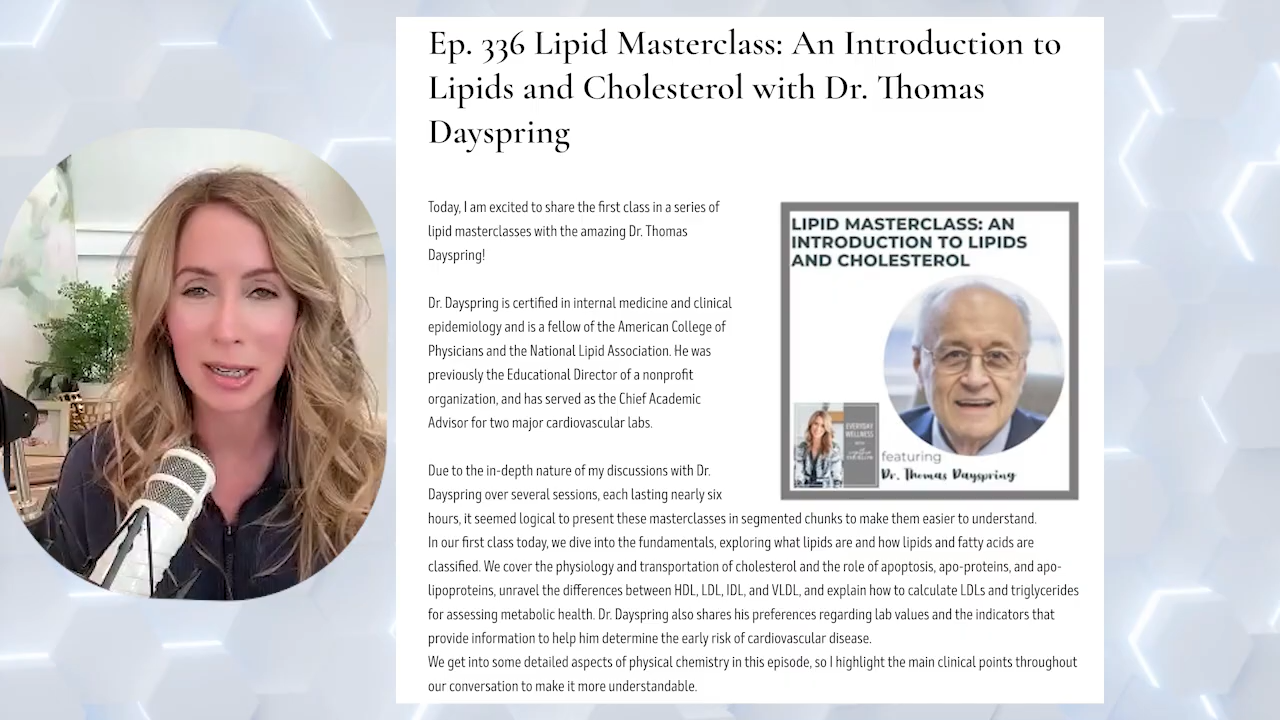 Ep. 336 Lipid Masterclass: An Introduction to
Lipids and Cholesterol with Dr. Thomas
Dayspring
Today, I am excited to share the first class in a series of
lipid masterclasses with the amazing Dr. Thomas
Dayspring!
Dr. Dayspring is certified in internal medicine and clinical
epidemiology and is a fellow of the American College of
Physicians and the National Lipid Association. He was
previously the Educational Director of a nonprofit
organization, and has served as the Chief Academic
Advisor for two major cardiovascular labs.
Due to the in-depth nature of my discussions with Dr.
Dayspring over several sessions, each lasting nearly six
hours, it seemed logical to present these masterclasses in segmented chunks to make them easier to understand.
In our first class today, we dive into the fundamentals, exploring what lipids are and how lipids and fatty acids are
classified. We cover the physiology and transportation of cholesterol and the role of apoptosis, apo-proteins, and apo-
lipoproteins, unravel the differences between HDL, LDL, IDL, and VLDL, and explain how to calculate LDLs and triglycerides
for assessing metabolic health. Dr. Dayspring also shares his preferences regarding lab values and the indicators that
provide information to help him determine the early risk of cardiovascular disease.
We get into some detailed aspects of physical chemistry in this episode, so I highlight the main clinical points throughout
our conversation to make it more understandable.
LIPID MASTERCLASS: AN
INTRODUCTION TO LIPIDS
AND CHOLESTEROL
EVERYDAY
WELLNESS
featuring
Dr. Thomas Dayspring